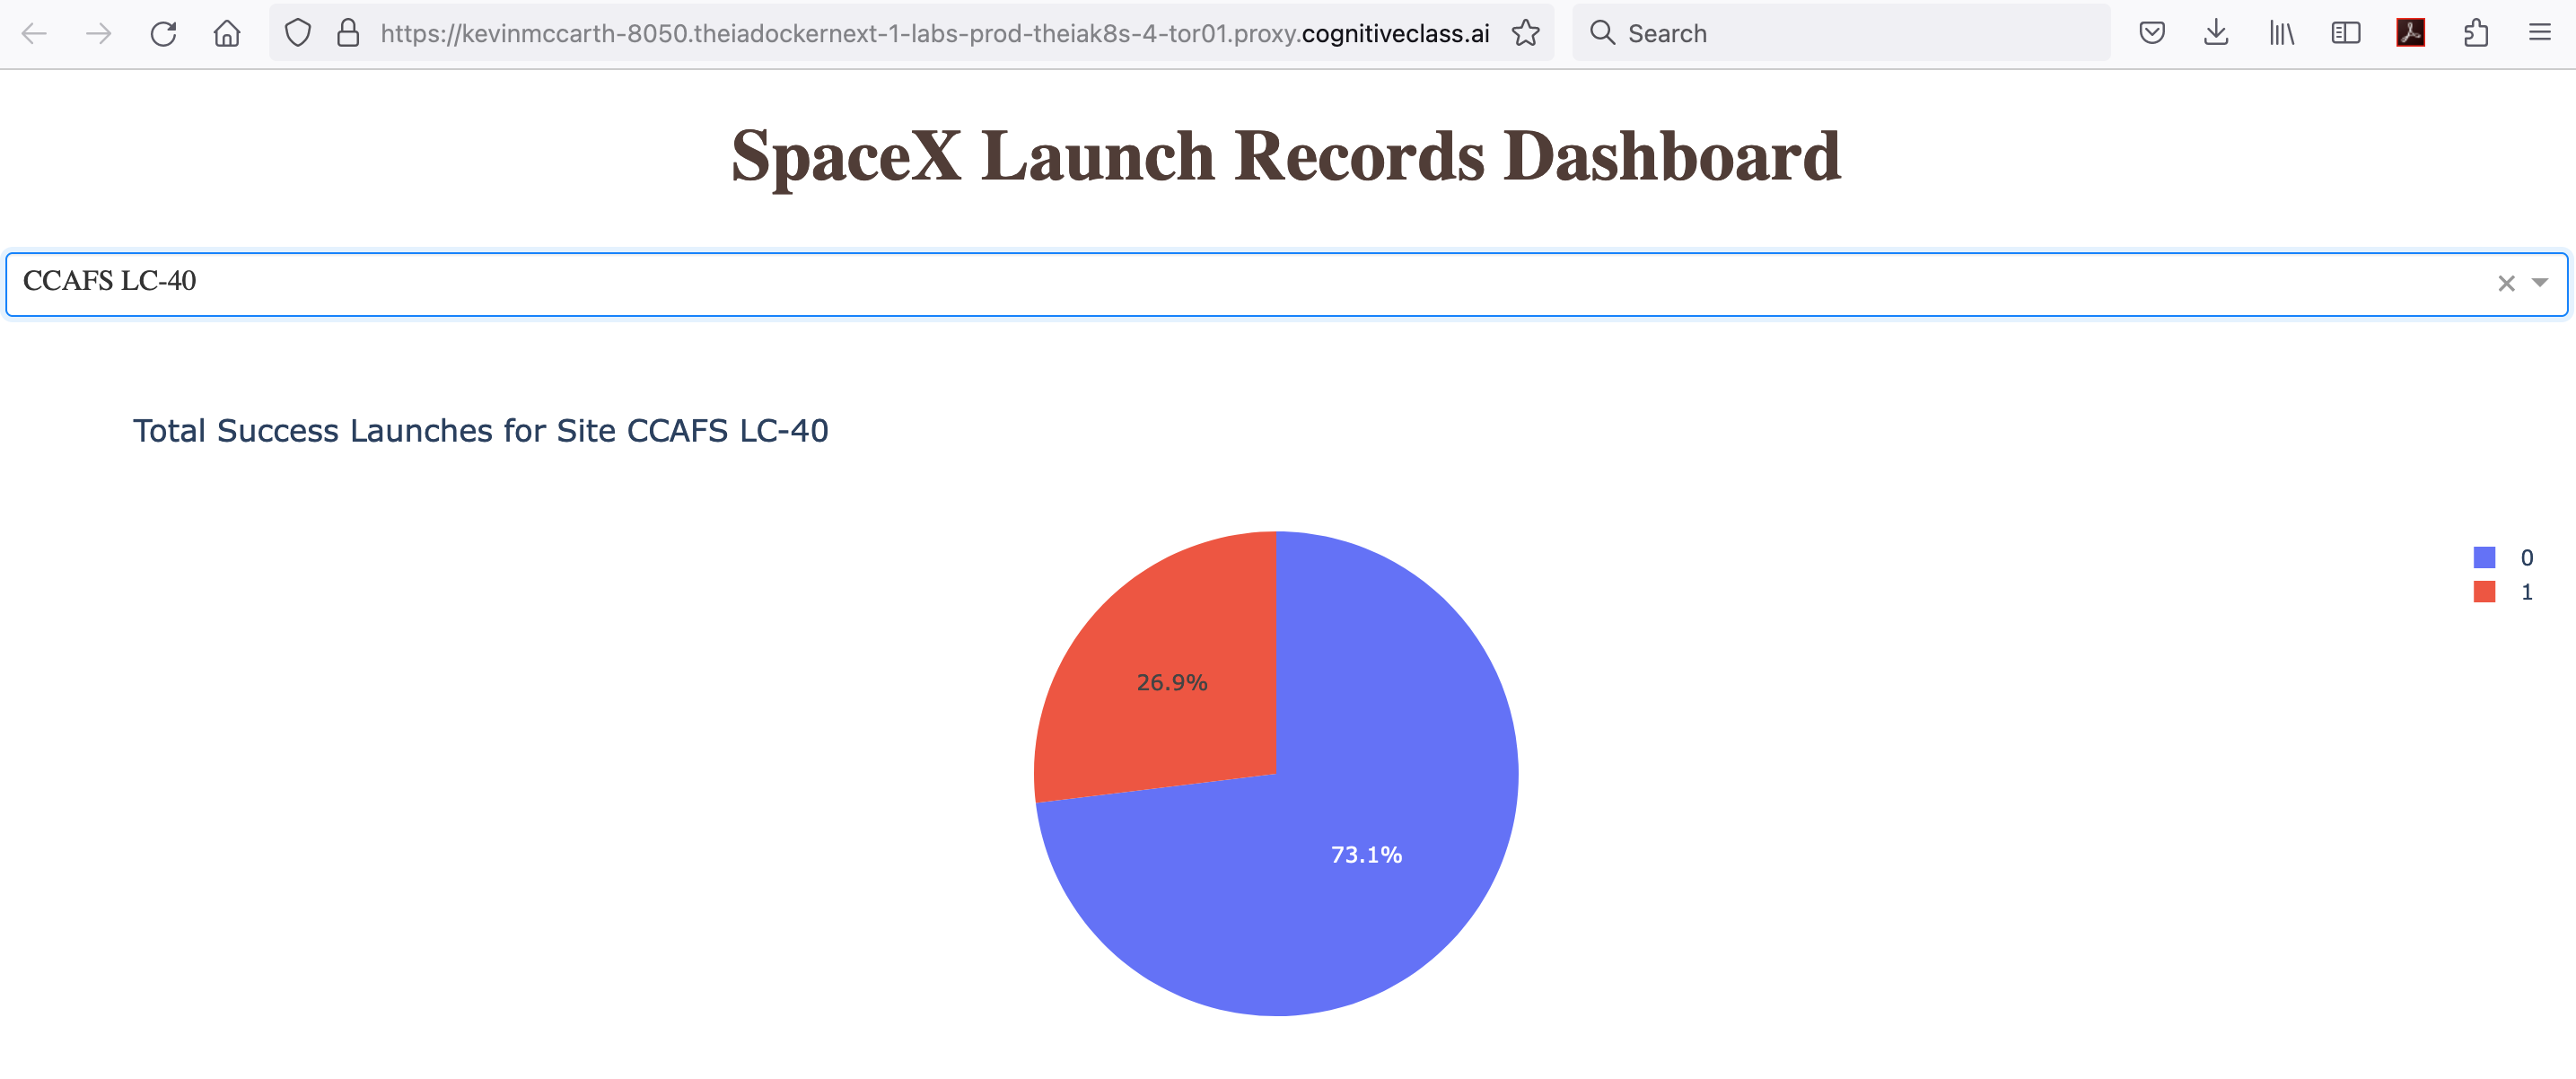 https://kevinmccarth-8050.theiadockernext-1-labs-prod-theiak8s-4-tor01.proxy.cognitiveclass.ai
Search
SpaceX Launch Records Dashboard
CCAFS LC-40
Total Success Launches for Site CCAFS LC-40
0
1
26.9%
73.1%